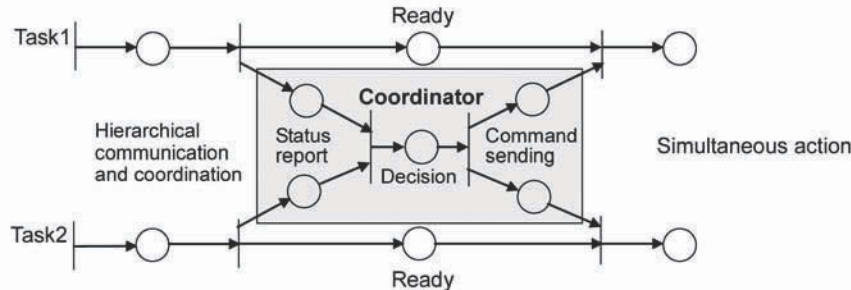 Ready
Task1
Coordinator
Hierarchical
communication
and coordination
Status
report
Command
sending
Simultaneous action
Decision
Task2
Ready